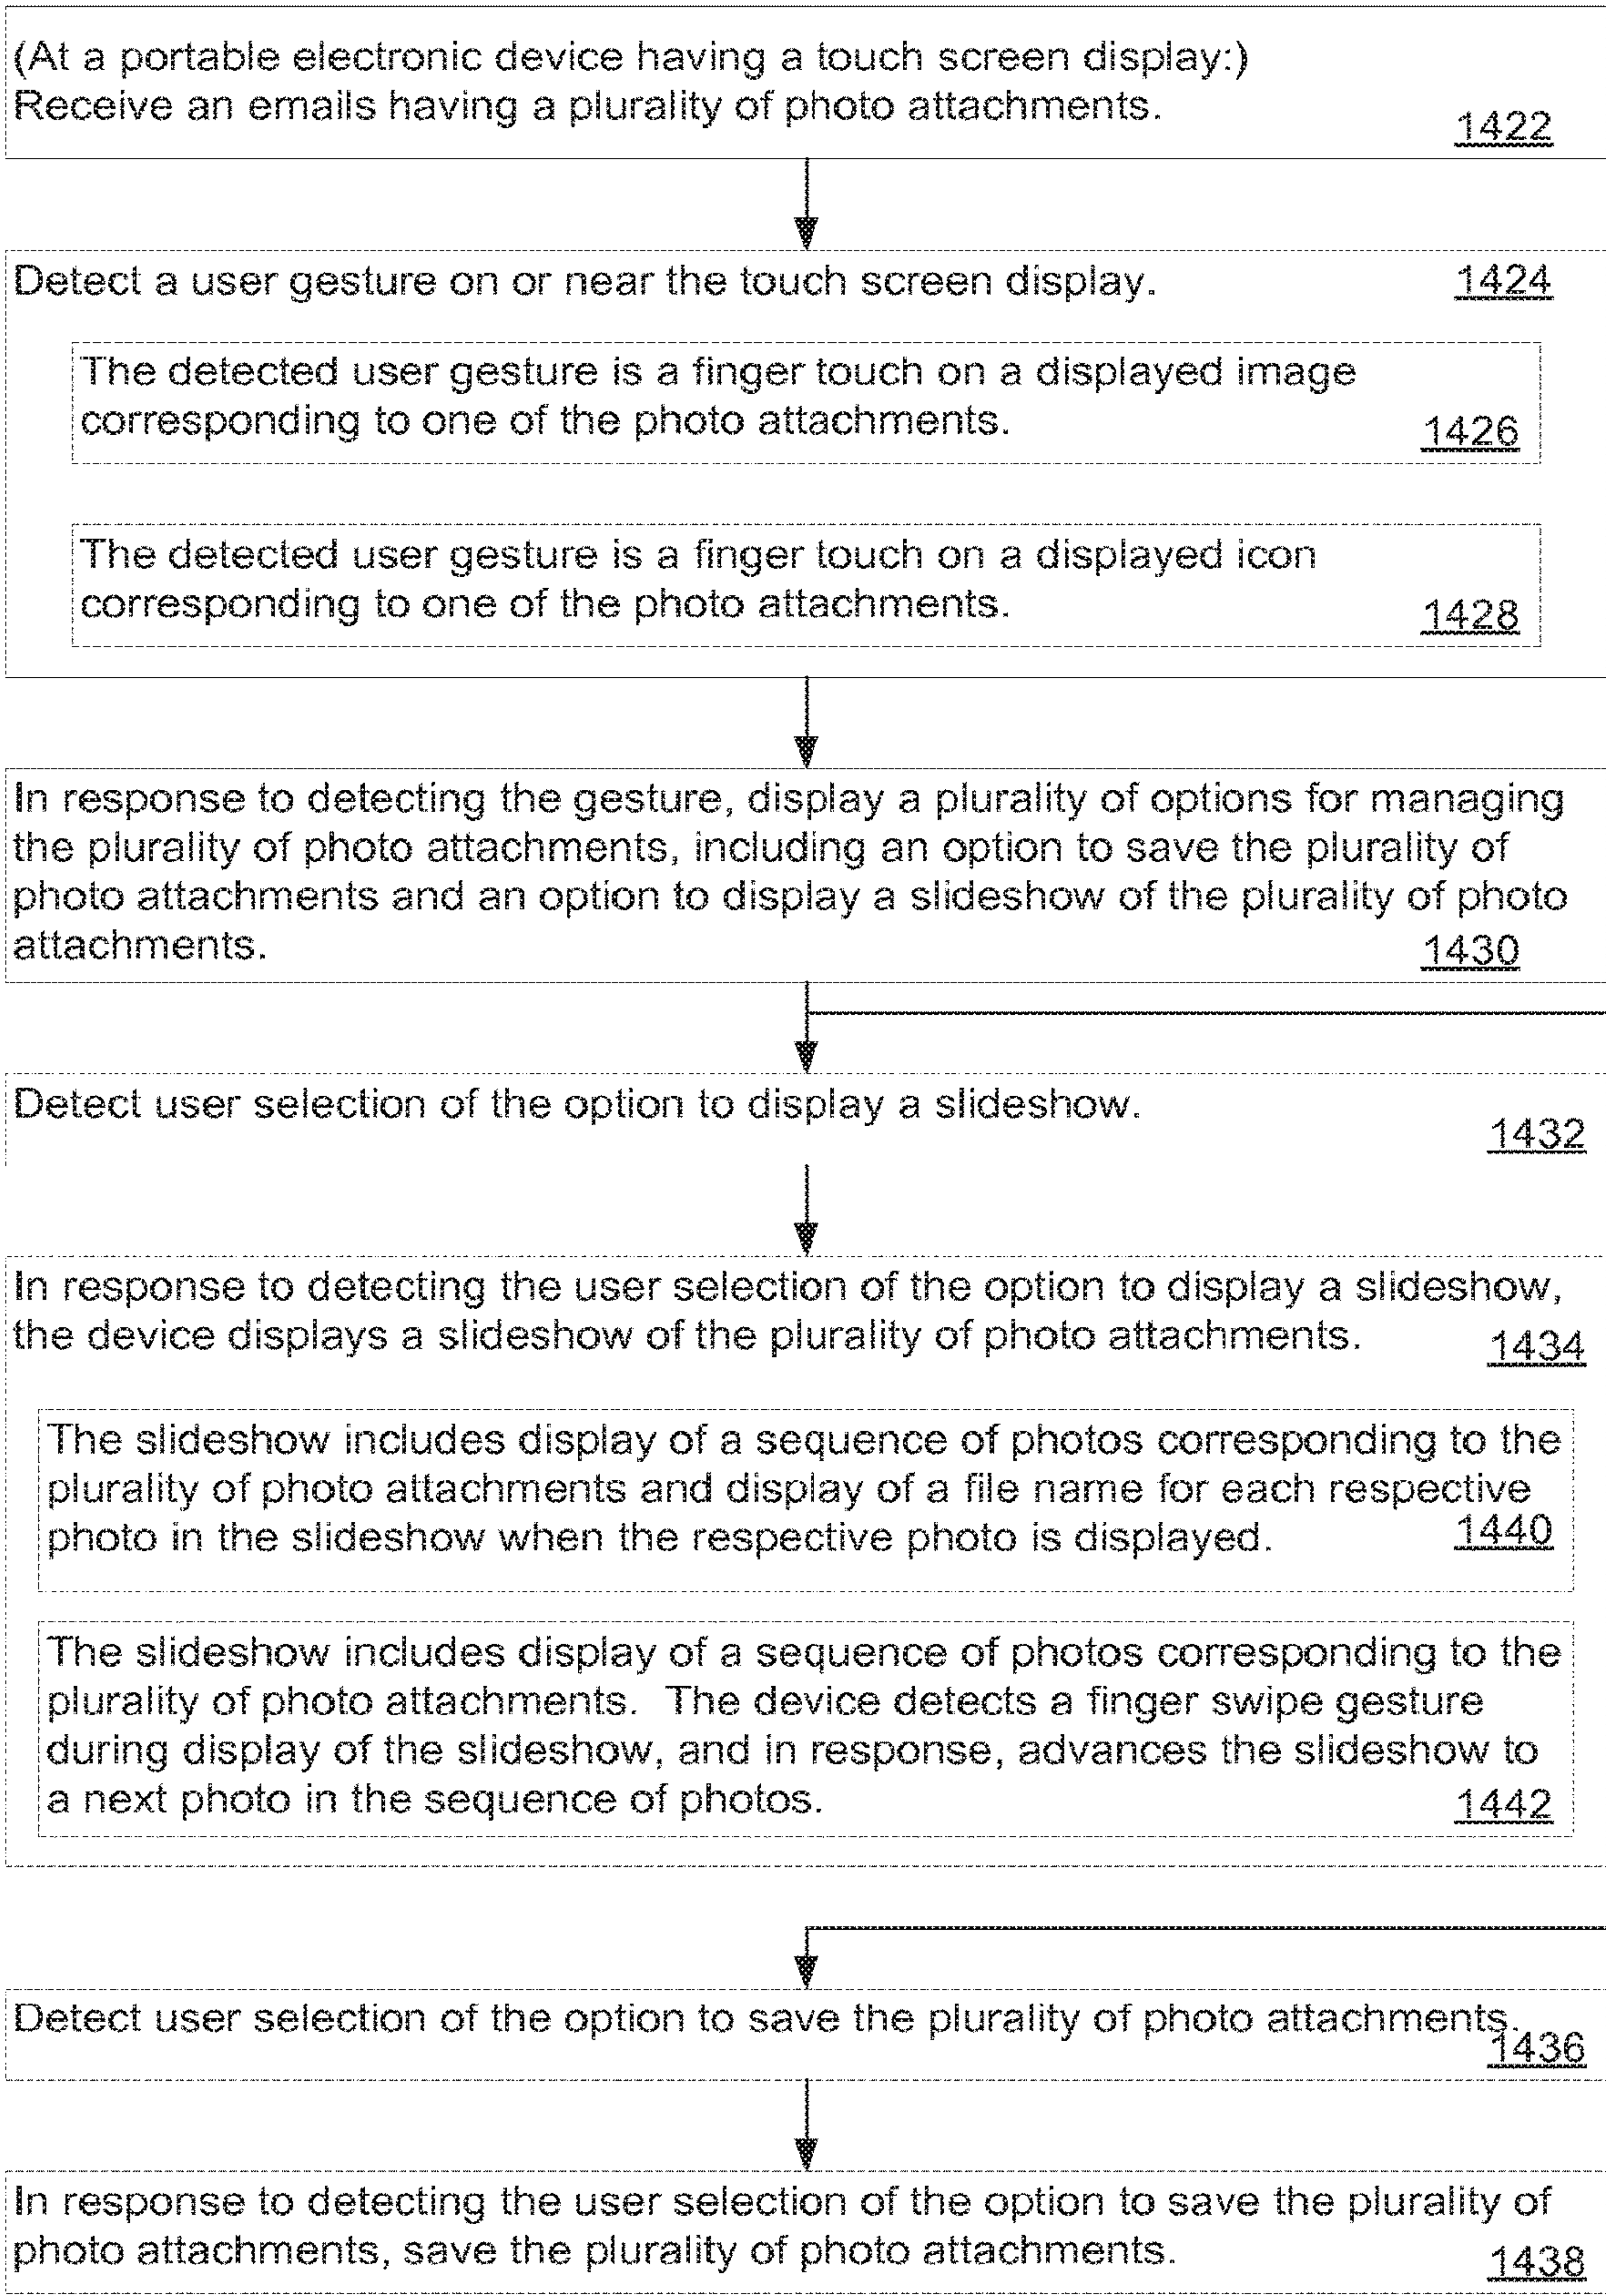 (At a portable electronic device having a touch screen display:)
Receive an emails having a plurality of photo attachments.
1422
Detect a user gesture on or near the touch screen display. 1424
The detected user gesture is a finger touch on a displayed image
corresponding to one of the photo attachments. 1426
The detected user gesture is a finger touch on a displayed icon
corresponding to one of the photo attachments. 1428
In response to detecting the gesture, display a plurality of options for managing
the plurality of photo attachments, including an option to save the plurality of
photo attachments and an option to display a slideshow of the plurality of photo
attachments. 1430
Detect user selection of the option to display a slideshow.
1432
In response to detecting the user selection of the option to display a slideshow,
the device displays a slideshow of the plurality of photo attachments. 1434
The slideshow includes display of a sequence of photos corresponding to the
plurality of photo attachments and display of a file name for each respective
photo in the slideshow when the respective photo is displayed. 1440
The slideshow includes display of a sequence of photos corresponding to the
plurality of photo attachments. The device detects a finger swipe gesture
during display of the slideshow, and in response, advances the slideshow to
a next photo in the sequence of photos. 1442
Detect user selection of the option to save the plurality of photo attachments.
1436
In response to detecting the user selection of the option to save the plurality of
photo attachments, save the plurality of photo attachments. 1438